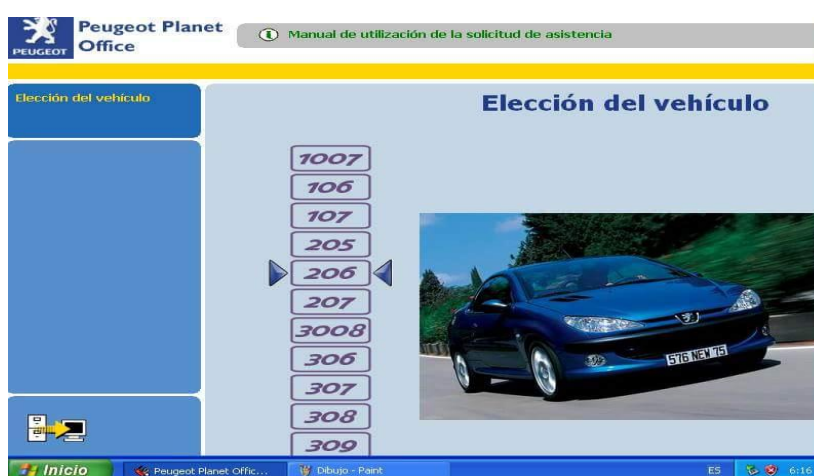 Peugeot Planet
Office
PEUGEOT
Manual de utilización de la solicitud de asistencia
Elección del vehículo
Elección del vehículo
1007
106
107
205
206
207
3008
306
307
308
309
576 NEW 75
Inicio
Peugeot Planet Offic...
Dibujo - Paint
ES
6:16